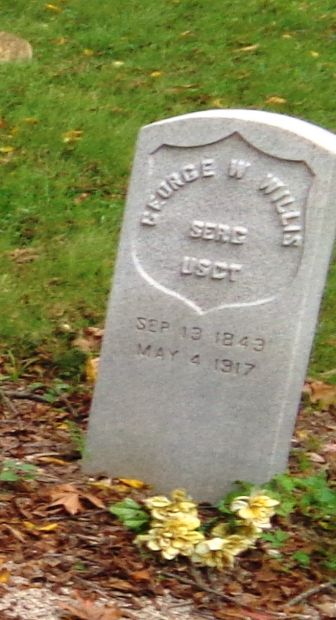 GEORGE W WILLIS
SERG
USCT
SEP 13 1843
MAY 4 1917